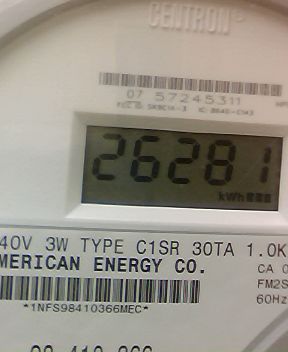 CENTRON®
07 57245311
26281
kWh
40V 3W TYPE C1SR 30TA 1.0K
MERICAN ENERGY CO.
CA 0
FM2S
60Hz
*1NFS98410366MEC*